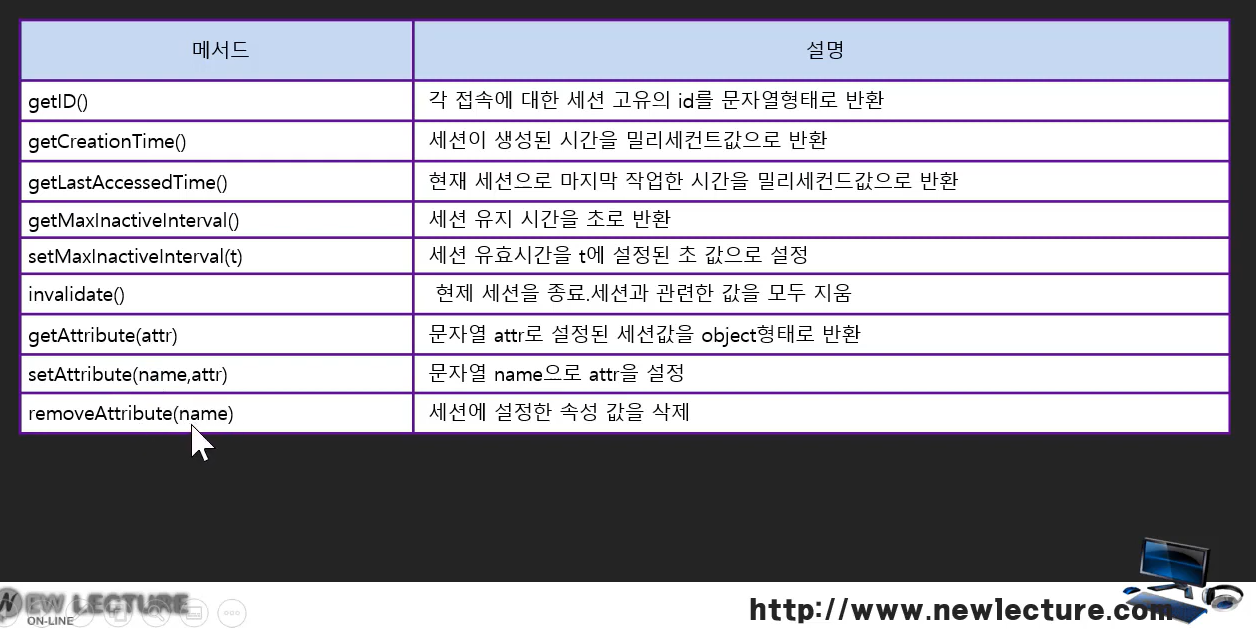 메서드 설명
getID() 각 접속에 대한 세션 고유의 id를 문자열형태로 반환
getCreationTime() 세션이 생성된 시간을 밀리세컨트값으로 반환
getLastAccessedTime() 현재 세션으로 마지막 작업한 시간을 밀리세컨드값으로 반환
getMaxInactiveInterval() 세션 유지 시간을 초로 반환
setMaxInactiveInterval(t) 세션 유효시간을 t에 설정된 초 값으로 설정
invalidate() 현제 세션을 종료.세션과 관련한 값을 모두 지움
getAttribute(attr) 문자열 attr로 설정된 세션값을 object형태로 반환
setAttribute(name,attr) 문자열 name으로 attr을 설정
removeAttribute(name) 세션에 설정한 속성 값을 삭제
NEW LECTURE
ON-LINE
http://www.newlecture.com